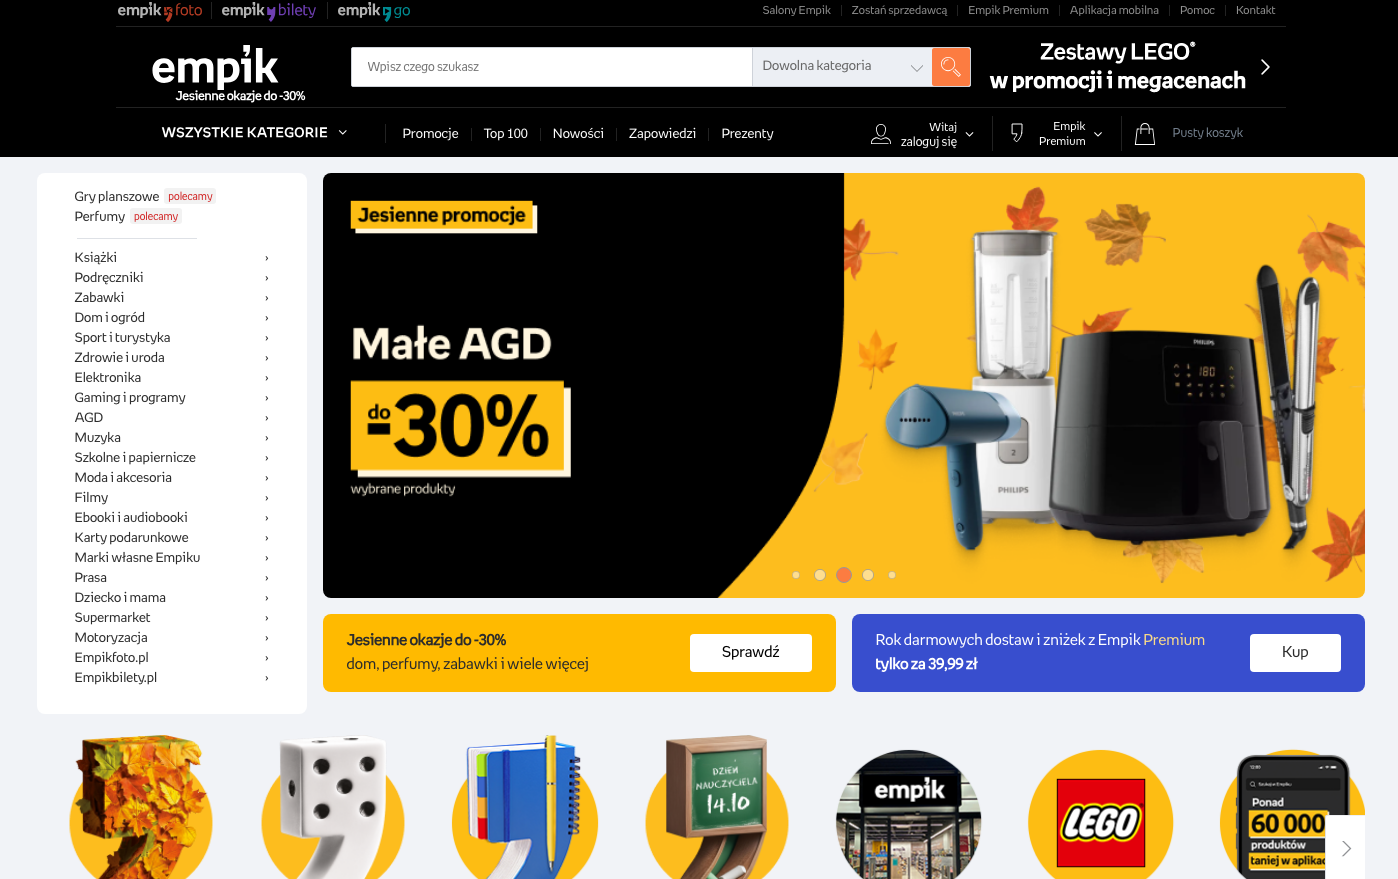 empik foto
empik bilety
empik go
Salony Empik
Zostań sprzedawcą
Empik Premium
Aplikacja mobilna
Pomoc
Kontakt
empik
Jesienne okazje do -30%
Wpisz czego szukasz
Dowolna kategoria
Zestawy LEGO®
w promocji i megacenach
WSZYSTKIE KATEGORIE
Promocje
Top 100
Nowości
Zapowiedzi
Prezenty
Witaj
zaloguj się
Empik
Premium
Pusty koszyk
Gry planszowe polecamy
Perfumy polecamy
Książki
Podręczniki
Zabawki
Dom i ogród
Sport i turystyka
Zdrowie i uroda
Elektronika
Gaming i programy
AGD
Muzyka
Szkolne i papiernicze
Moda i akcesoria
Filmy
Ebooki i audiobooki
Karty podarunkowe
Marki własne Empiku
Prasa
Dziecko i mama
Supermarket
Motoryzacja
Empikfoto.pl
Empikbilety.pl
Jesienne promocje
Małe AGD
do
-30%
wybrane produkty
PHILIPS
180
2
PHILIPS
Jesienne okazje do -30%
dom, perfumy, zabawki i wiele więcej
Sprawdź
Rok darmowych dostaw i zniżek z Empik Premium
tylko za 39,99 zł
Kup
DZIEŃ
NAUCZYCIELA
14.10
empik
LEGO
Ponad
60 000
produktów
taniej w aplikac